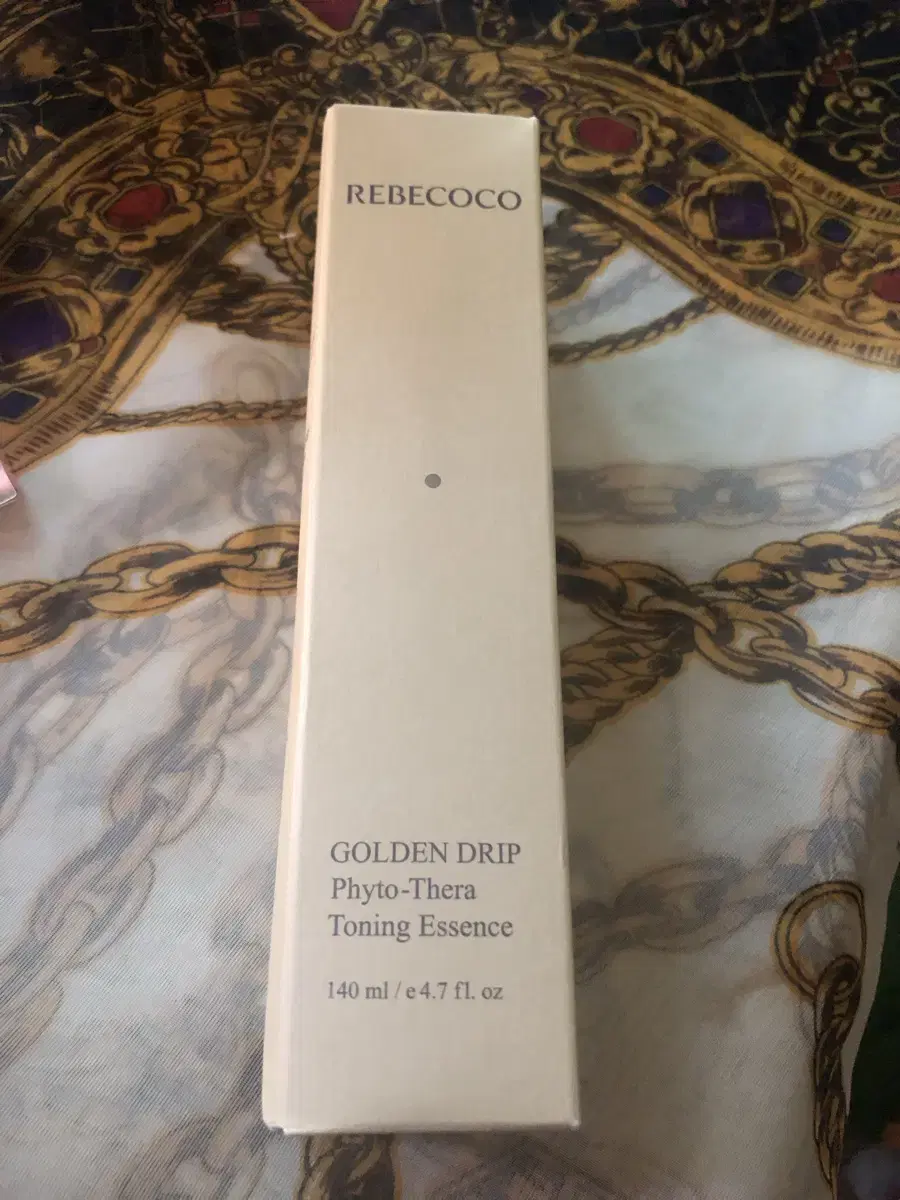 REBECOCO
GOLDEN DRIP
Phyto-Thera
Toning Essence
140 ml / e 4.7 fl. oz